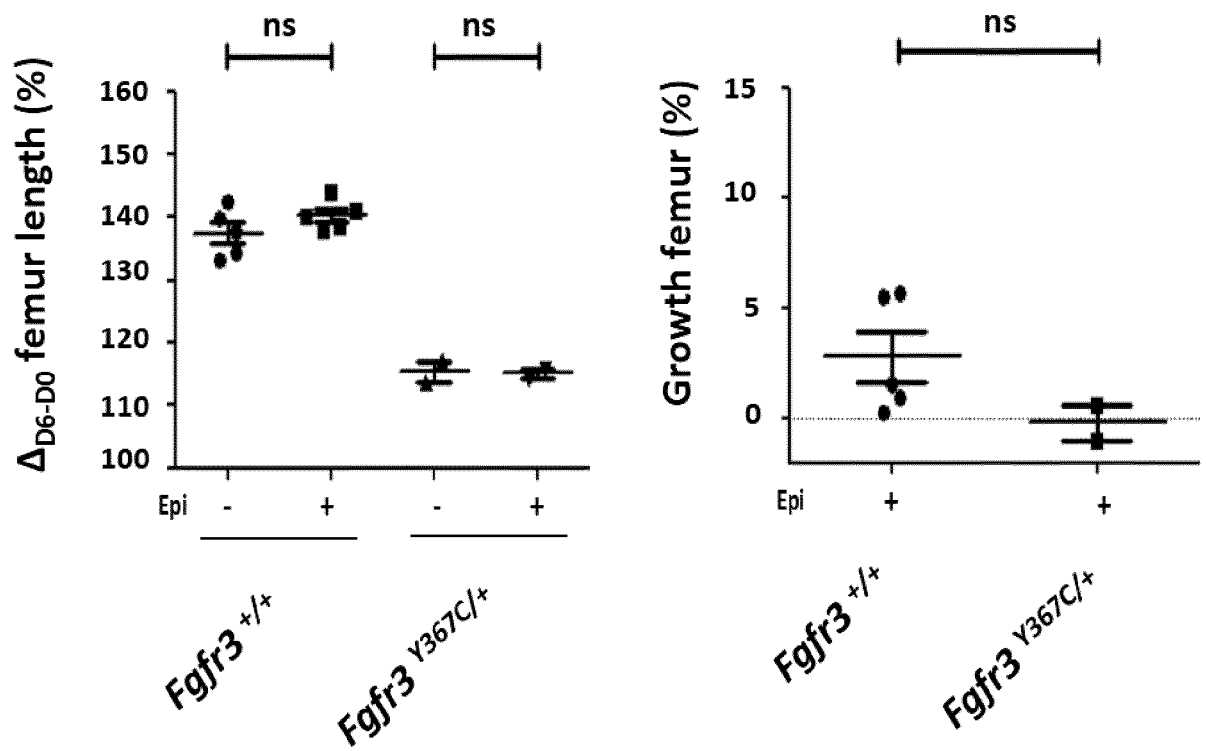 ns
ns
ΔD6-D0 femur length (%)
160
150
140
130
120
110
100
Epi - + - +
Fgfr3 +/+
Fgfr3 Y367C/+
ns
Growth femur (%)
15
10
5
0
Epi + +
Fgfr3 +/+
Fgfr3 Y367C/+